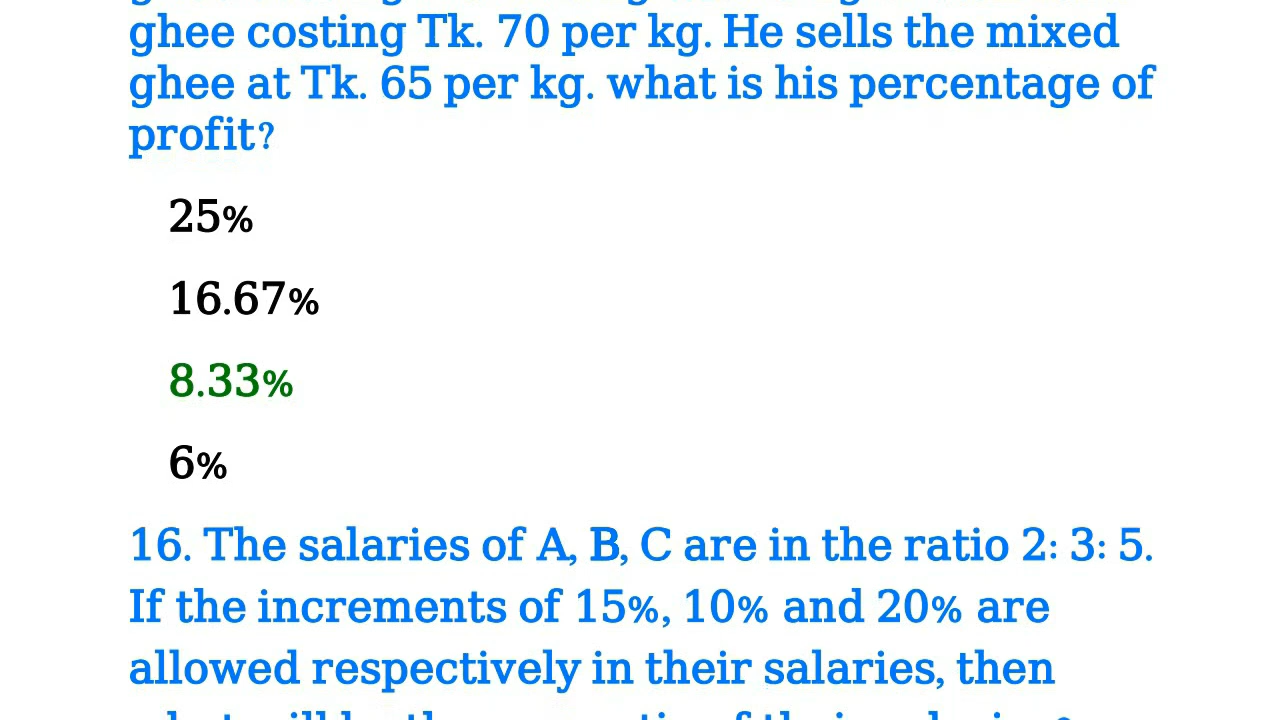 ghee costing Tk. 70 per kg. He sells the mixed
ghee at Tk. 65 per kg. what is his percentage of
profit?
25%
16.67%
8.33%
6%
16. The salaries of A, B, C are in the ratio 2: 3: 5.
If the increments of 15%, 10% and 20% are
allowed respectively in their salaries, then